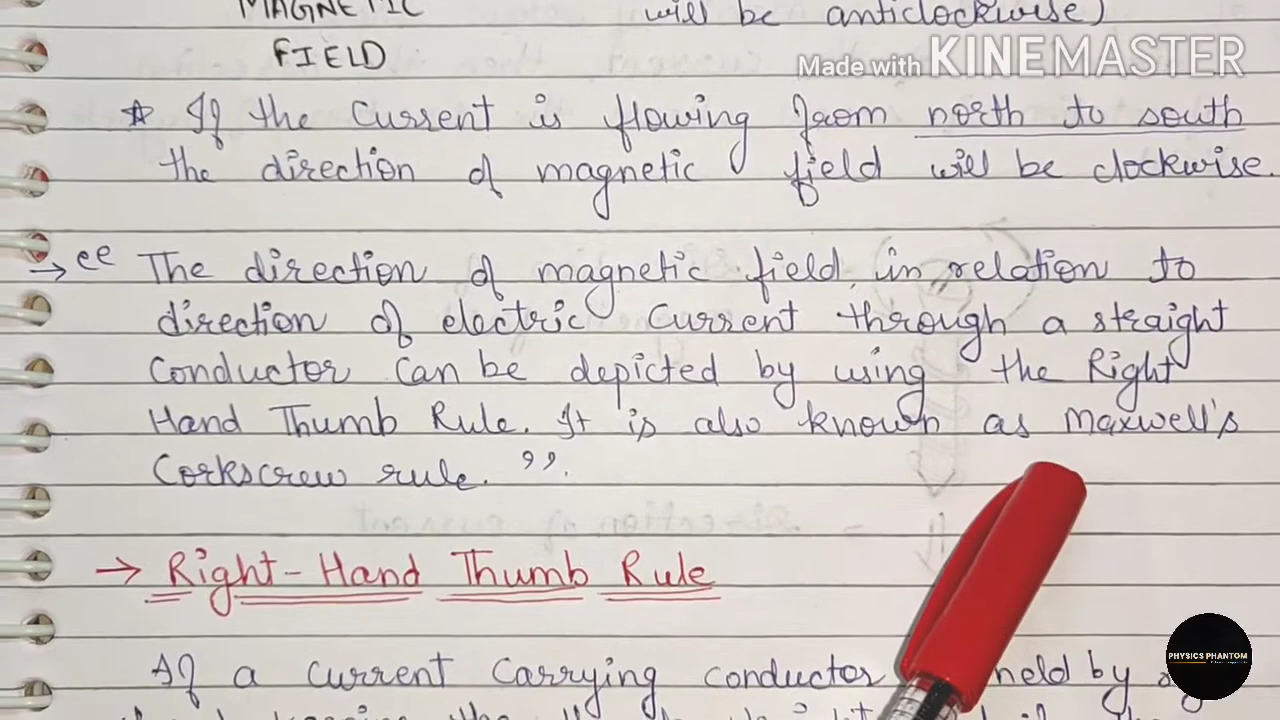 MAGNETIC will be anticlockwise)
FIELD
Made with KINEMASTER
☆ If the current is flowing from north to south
the direction of magnetic field will be clockwise.
→ “ The direction of magnetic field, in relation to
direction of electric current through a straight
Conductor can be depicted by using the Right
Hand Thumb Rule. It is also known as Maxwell's
Corkscrew rule. ”.
→ Right-Hand Thumb Rule
If a current carrying conductor held by
PHYSICS PHANTOM